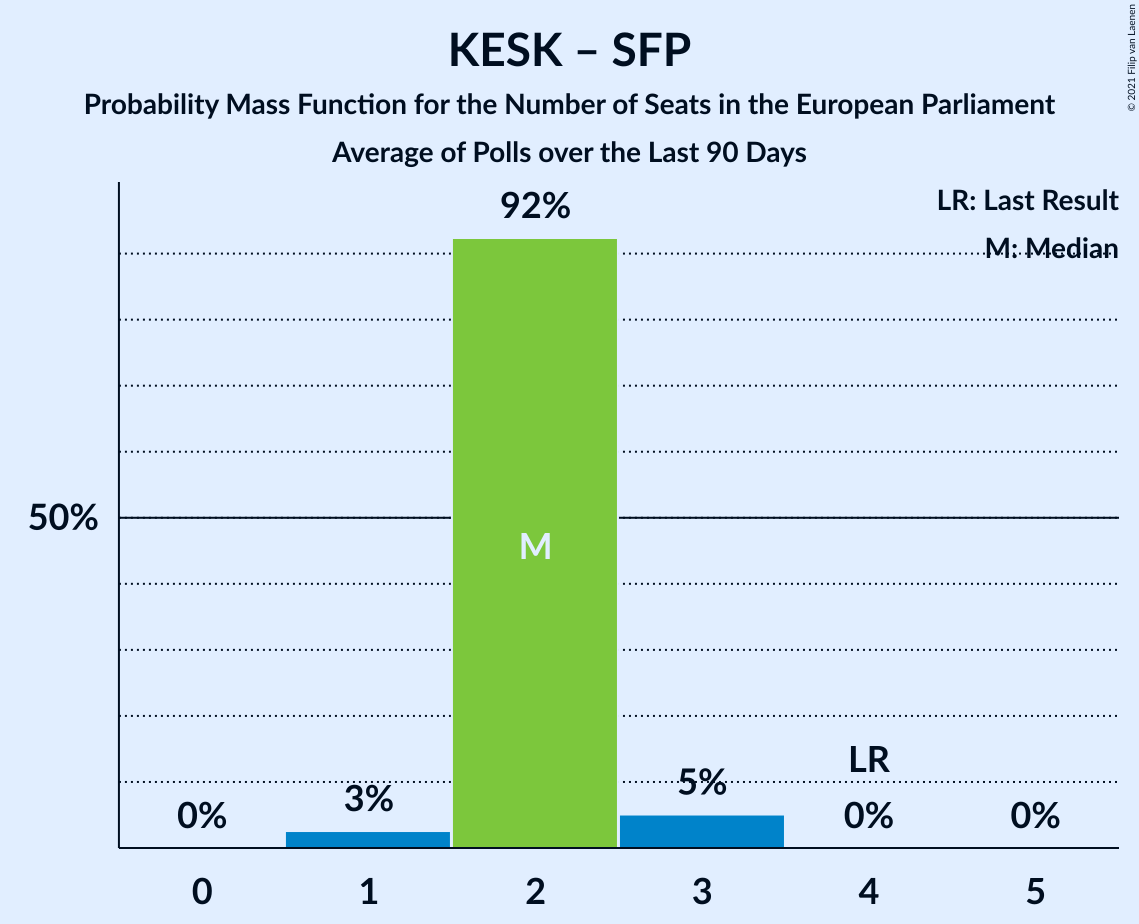 KESK – SFP
Probability Mass Function for the Number of Seats in the European Parliament
Average of Polls over the Last 90 Days
© 2021 Filip van Laenen
LR: Last Result
M: Median
92%
50%
M
LR
3%
5%
0%
0%
0%
0
1
2
3
4
5